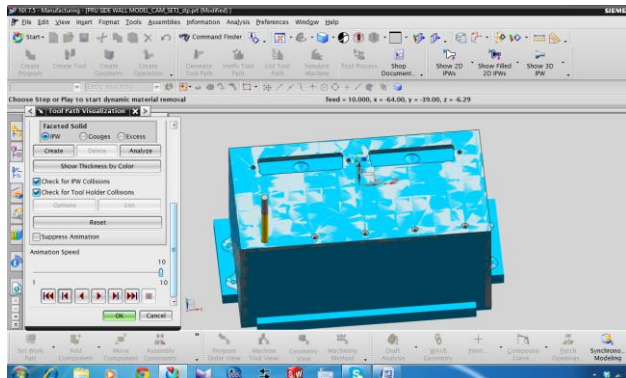 NX 7.5 - Manufacturing - [PRU SIDE WALL MODEL_CAM_SET1_stp.prt (Modified) ]
SIEMENS
File Edit View Insert Format Tools Assemblies Information Analysis Preferences Window Help
Start Command Finder
Create Program Create Tool Create Geometry Create Operation Generate Tool Path Verify Tool Path List Tool Path Simulate Machine Post Process Shop Document... Show 2D IPWs Show Filled 2D IPWs Show 3D IPW
Choose Step or Play to start dynamic material removal
feed = 10.000, x = -64.00, y = -39.00, z = -6.29
Tool Path Visualization
Faceted Solid
IPW Gouges Excess
Create Delete Analyze
Show Thickness by Color
Check for IPW Collisions
Check for Tool Holder Collisions
Options List
Reset
Suppress Animation
Animation Speed
10
1 10
OK Cancel
Set Work Part Add Component Move Component Assembly Constraints Program Order View Machine Tool View Geometry View Machining Method Draft Analysis WAVE Geometry Point... Composite Curve... Patch Openings Synchrono... Modeling